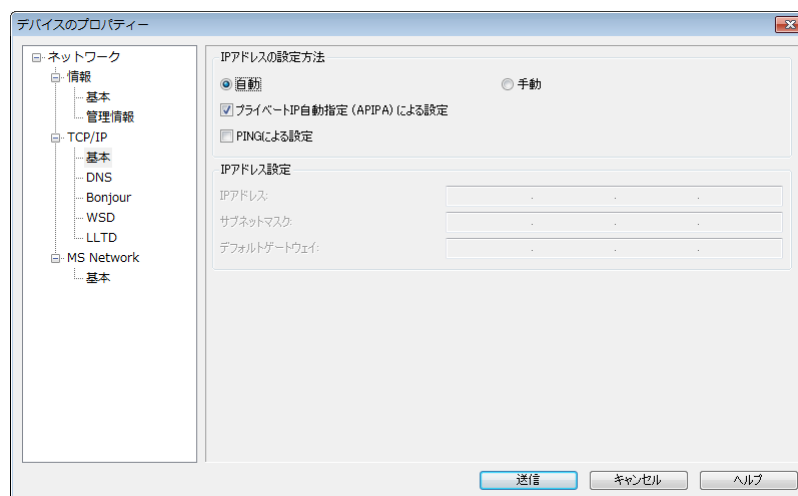 デバイスのプロパティー
ネットワーク
情報
基本
管理情報
TCP/IP
基本
DNS
Bonjour
WSD
LLTD
MS Network
基本
IPアドレスの設定方法
自動
手動
プライベートIP自動指定 (APIPA) による設定
PINGによる設定
IPアドレス設定
IPアドレス:
サブネットマスク:
デフォルトゲートウェイ:
送信
キャンセル
ヘルプ